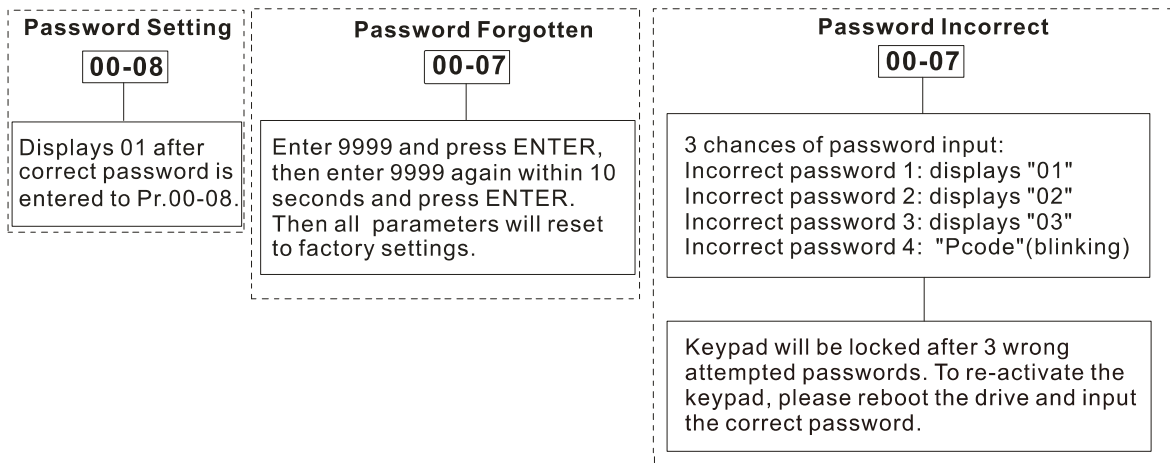 Password Setting
00-08
Displays 01 after
correct password is
entered to Pr.00-08.
Password Forgotten
00-07
Enter 9999 and press ENTER,
then enter 9999 again within 10
seconds and press ENTER.
Then all parameters will reset
to factory settings.
Password Incorrect
00-07
3 chances of password input:
Incorrect password 1: displays "01"
Incorrect password 2: displays "02"
Incorrect password 3: displays "03"
Incorrect password 4: "Pcode"(blinking)
Keypad will be locked after 3 wrong
attempted passwords. To re-activate the
keypad, please reboot the drive and input
the correct password.